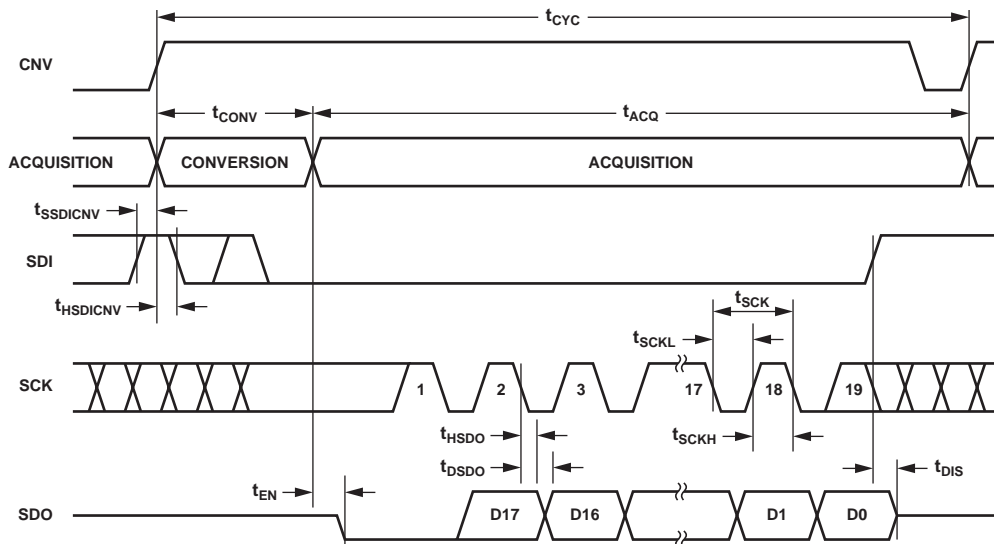 tCYC
CNV
tCONV
tACQ
ACQUISITION
CONVERSION
ACQUISITION
tSSDICNV
SDI
tHSDICNV
tSCK
tSCKL
SCK
1
2
3
17
18
19
tHSDO
tSCKH
tDSDO
tDIS
tEN
SDO
D17
D16
D1
D0